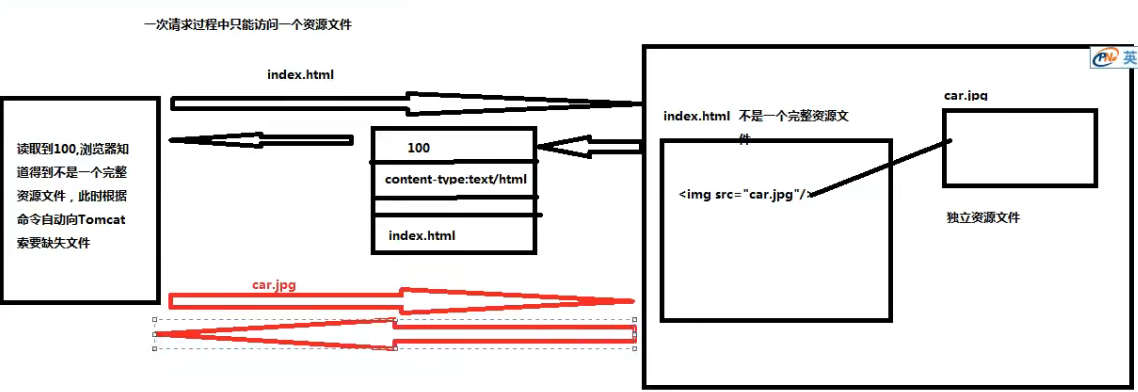 一次请求过程中只能访问一个资源文件
index.html
car.jpg
index.html 不是一个完整资源文
件
100
读取到100,浏览器知
道得到不是一个完整
资源文件，此时根据
命令自动向Tomcat
索要缺失文件
content-type:text/html
<img src="car.jpg"/>
独立资源文件
index.html
car.jpg
英